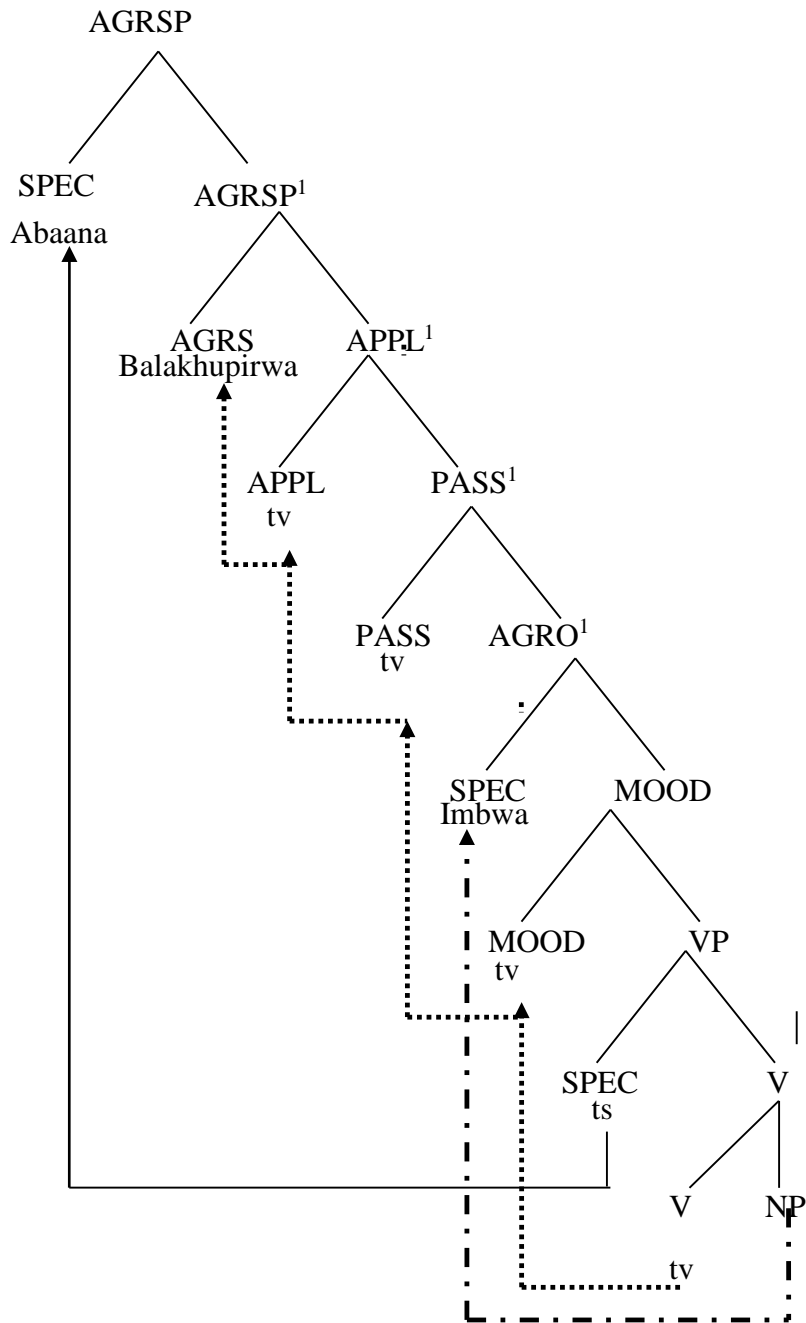 AGRSP
SPEC AGRSP¹
Abaana
AGRS APPL¹
Balakhupirwa
APPL PASS¹
tv
PASS AGRO¹
tv
SPEC MOOD
Imbwa
MOOD VP
tv
SPEC V
ts
V NP
tv